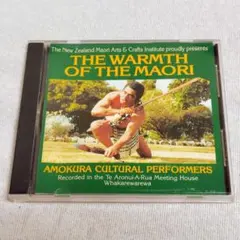 The New Zealand Maori Arts & Crafts Institute proudly presents
THE WARMTH
OF THE MAORI
AMOKURA CULTURAL PERFORMERS
Recorded in the Te Aronui-A-Rua Meeting House
Whakarewarewa